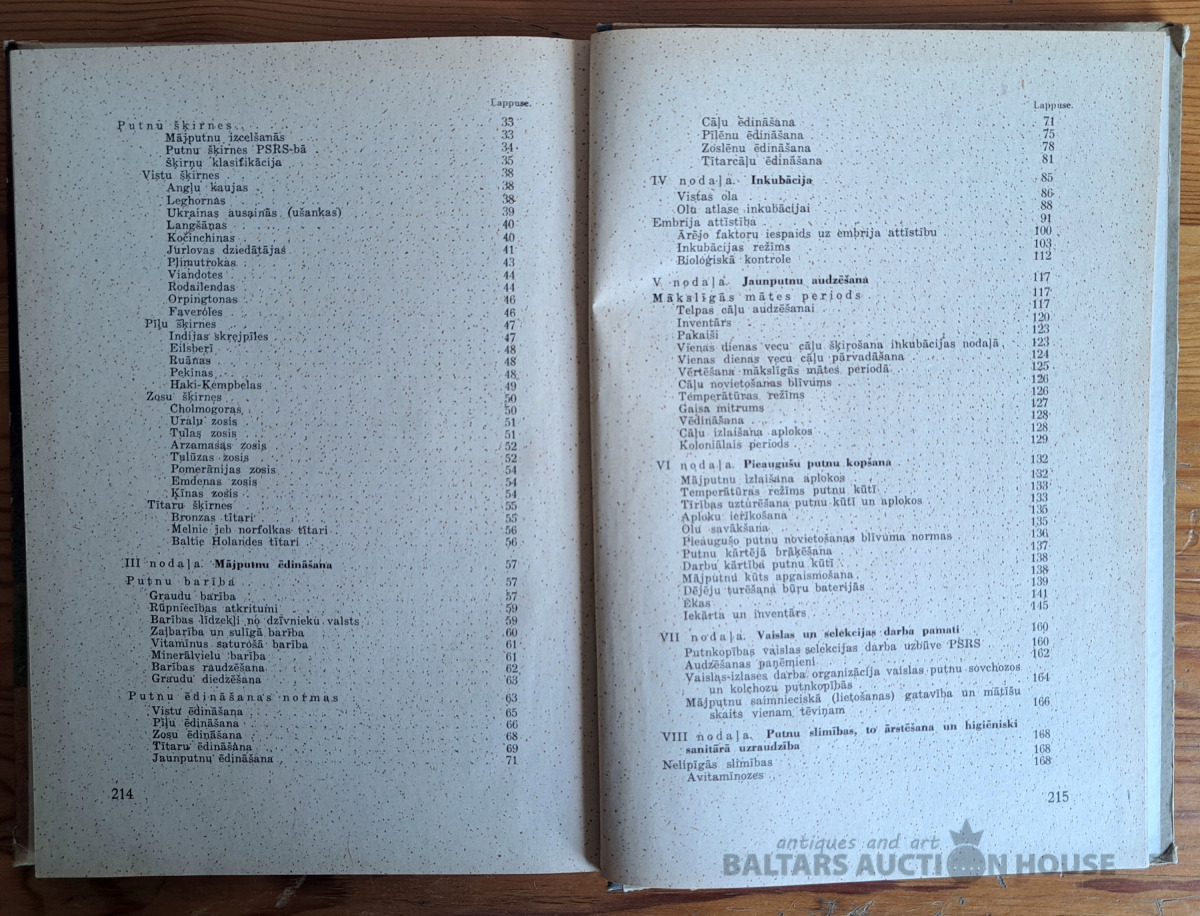 Lappuse.
Putnu šķirnes 33
Mājputnu izcelšanās 33
Putnu šķirnes PSRS-bā 34
Šķirņu klasifikācija 35
Vistu šķirnes 38
Angļu kaujas 38
Leghornas 38
Ukrainas ausainās (ušankas) 39
Langšānas 40
Kočinchinas 40
Jurlovas dziedātājas 41
Plimutrokas 43
Viandotes 44
Rodailendas 44
Orpingtonas 46
Faveroles 46
Pīļu šķirnes 47
Indijas skrejpīles 47
Eilsberi 48
Ruānas 48
Pekinas 48
Haki-Kempbelas 49
Zosu šķirnes 50
Cholmogoras 50
Uralu zosis 51
Tulas zosis 51
Arzamasas zosis 52
Tulūzas zosis 52
Pomerānijas zosis 54
Emdenas zosis 54
Ķīnas zosis 54
Tītaru šķirnes 55
Bronzas tītari 55
Melnie jeb norfolkas tītari 56
Baltie Holandes tītari 56
III nodaļa. Mājputnu ēdināšana 57
Putnu barība 57
Graudu barība 57
Rūpniecības atkritumi 59
Barības līdzekļi no dzīvnieku valsts 59
Zaļbarība un sulīgā barība 60
Vitamīnus saturošā barība 61
Minerālvielu barība 61
Barības raudzēšana 62
Graudu diedzēšana 63
Putnu ēdināšanas normas 63
Vistu ēdināšana 65
Pīļu ēdināšana 66
Zosu ēdināšana 68
Tītaru ēdināšana 69
Jaunputnu ēdināšana 71
214
Lappuse.
Cāļu ēdināšana 71
Pīlēnu ēdināšana 75
Zoslēnu ēdināšana 78
Tītarcāļu ēdināšana 81
IV nodaļa. Inkubācija 85
Vistas ola 86
Olu atlase inkubācijai 88
Embrija attīstība 91
Ārējo faktoru iespaids uz embrija attīstību 100
Inkubācijas režīms 103
Bioloģiskā kontrole 112
V nodaļa. Jaunputnu audzēšana 117
Mākslīgās mātes periods 117
Telpas cāļu audzēšanai 117
Inventārs 120
Pakaiši 123
Vienas dienas vecu cāļu šķirošana inkubācijas nodaļā 123
Vienas dienas vecu cāļu pārvadāšana 124
Vērtēšana mākslīgās mātes periodā 125
Cāļu novietošanas blīvums 126
Temperatūras režīms 126
Gaisa mitrums 127
Vēdināšana 128
Cāļu izlaišana aplokos 128
Koloniālais periods 129
VI nodaļa. Pieaugušu putnu kopšana 132
Mājputnu izlaišana aplokos 132
Temperatūras režīms putnu kūtī 133
Tīrības uzturēšana putnu kūtī un aplokos 133
Aploku ierīkošana 135
Olu savākšana 135
Pieaugušo putnu novietošanas blīvuma normas 136
Putnu kārtējā brāķēšana 137
Darbu kārtība putnu kūtī 138
Mājputnu kūts apgaismošana 138
Dējēju turēšana būru baterijās 139
Ēkas 141
Iekārta un inventārs 145
VII nodaļa. Vaislas un selekcijas darba pamati 160
Putnkopības vaislas selekcijas darba uzbūve PSRS 160
Audzēšanas paņēmieni 162
Vaislas-izlases darba organizācija vaislas putnu sovchozos
un kolchozu putnkopībās 164
Mājputnu saimnieciskā (lietošanas) gatavība un mātīšu
skaits vienam tēviņam 166
VIII nodaļa. Putnu slimības, to ārstēšana un higiēniski
sanitārā uzraudzība 168
Nelipīgās slimības 168
Avitaminozes 168
215
antiques and art
BALTARS AUCTION HOUSE